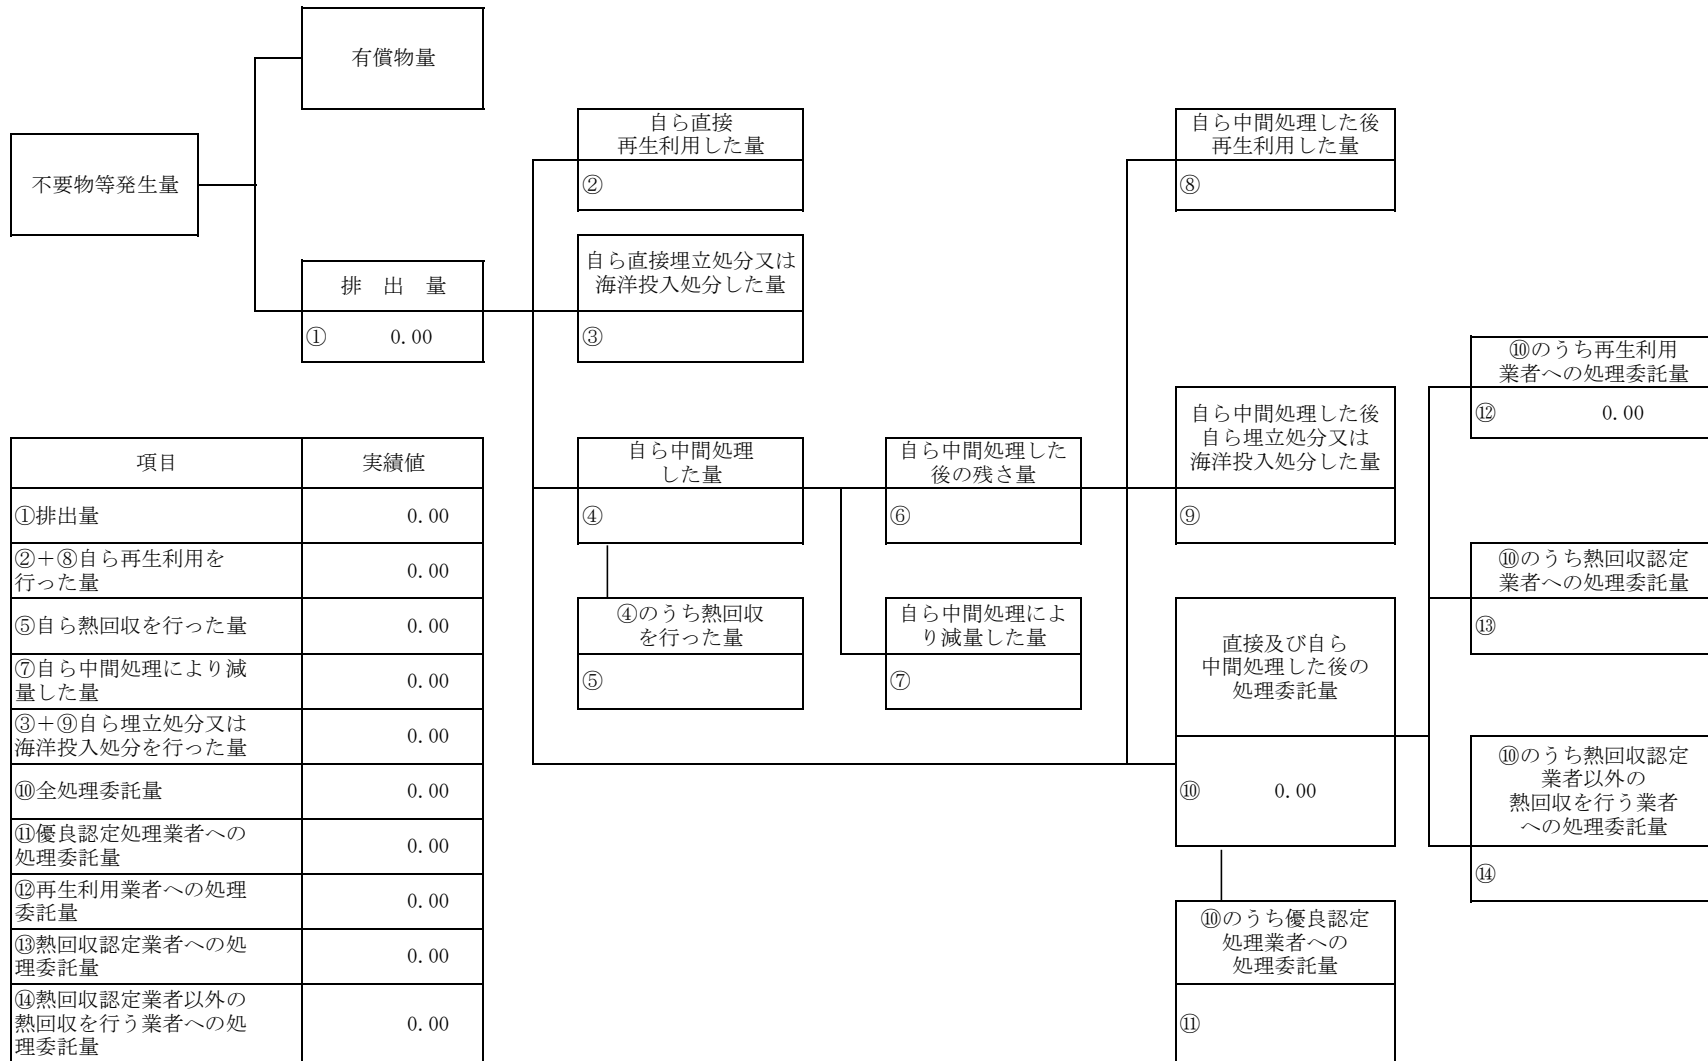 有償物量
不要物等発生量
排　出　量
① 0.00
自ら直接
再生利用した量
②
自ら直接埋立処分又は
海洋投入処分した量
③
自ら中間処理
した量
④
④のうち熱回収
を行った量
⑤
自ら中間処理した
後の残さ量
⑥
自ら中間処理によ
り減量した量
⑦
自ら中間処理した後
再生利用した量
⑧
自ら中間処理した後
自ら埋立処分又は
海洋投入処分した量
⑨
直接及び自ら
中間処理した後の
処理委託量
⑩ 0.00
⑩のうち優良認定
処理業者への
処理委託量
⑪
⑩のうち再生利用
業者への処理委託量
⑫ 0.00
⑩のうち熱回収認定
業者への処理委託量
⑬
⑩のうち熱回収認定
業者以外の
熱回収を行う業者
への処理委託量
⑭
項目 実績値
①排出量 0.00
②＋⑧自ら再生利用を
行った量 0.00
⑤自ら熱回収を行った量 0.00
⑦自ら中間処理により減
量した量 0.00
③＋⑨自ら埋立処分又は
海洋投入処分を行った量 0.00
⑩全処理委託量 0.00
⑪優良認定処理業者への
処理委託量 0.00
⑫再生利用業者への処理
委託量 0.00
⑬熱回収認定業者への処
理委託量 0.00
⑭熱回収認定業者以外の
熱回収を行う業者への処
理委託量 0.00